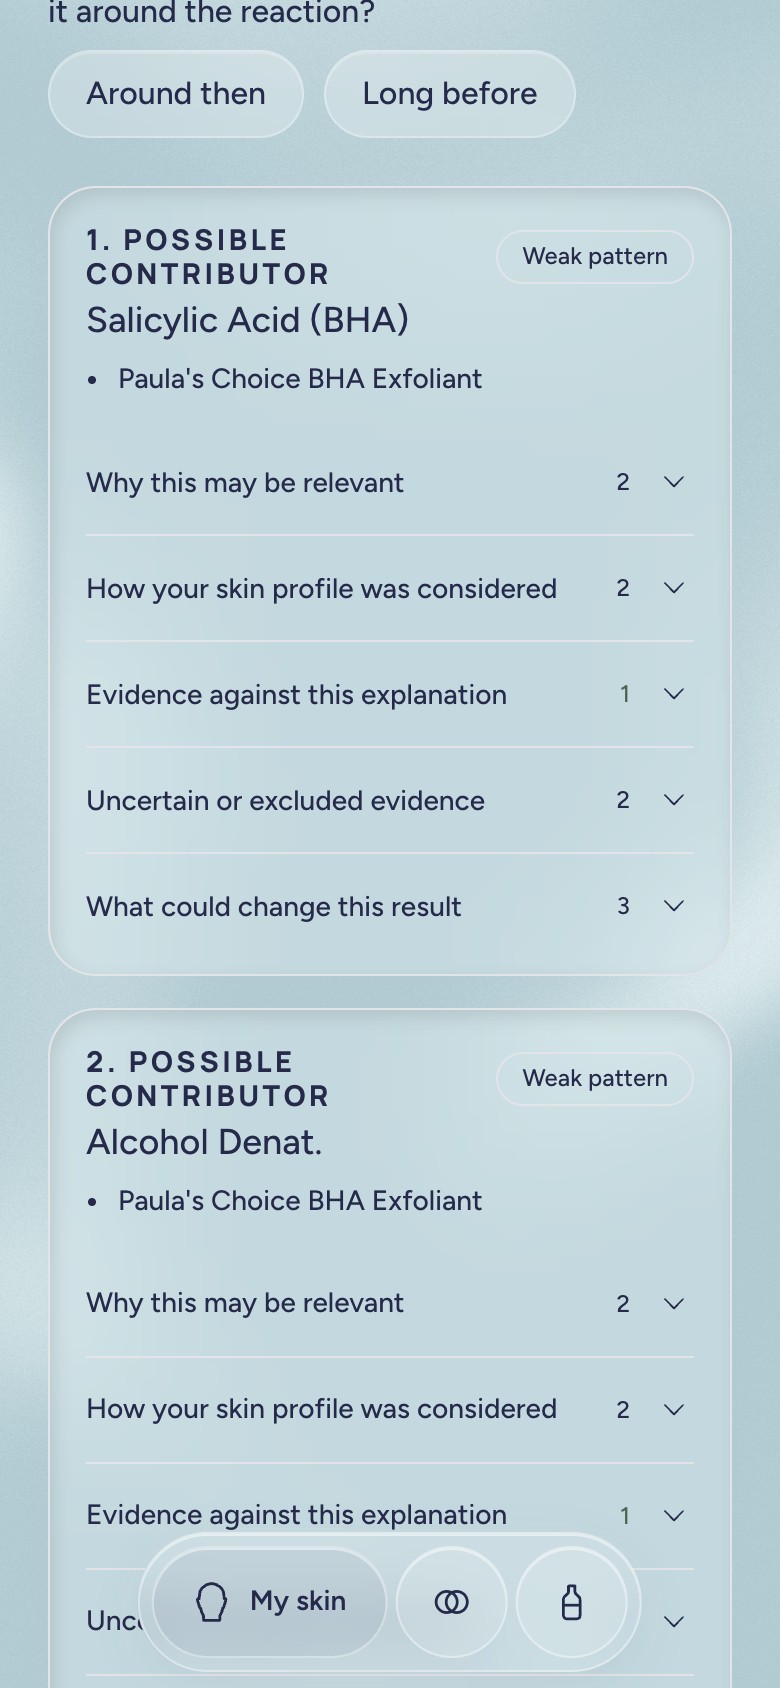 it around the reaction?
Around then
Long before
1. POSSIBLE
CONTRIBUTOR
Weak pattern
Salicylic Acid (BHA)
• Paula's Choice BHA Exfoliant
Why this may be relevant 2
How your skin profile was considered 2
Evidence against this explanation 1
Uncertain or excluded evidence 2
What could change this result 3
2. POSSIBLE
CONTRIBUTOR
Weak pattern
Alcohol Denat.
• Paula's Choice BHA Exfoliant
Why this may be relevant 2
How your skin profile was considered 2
Evidence against this explanation 1
My skin